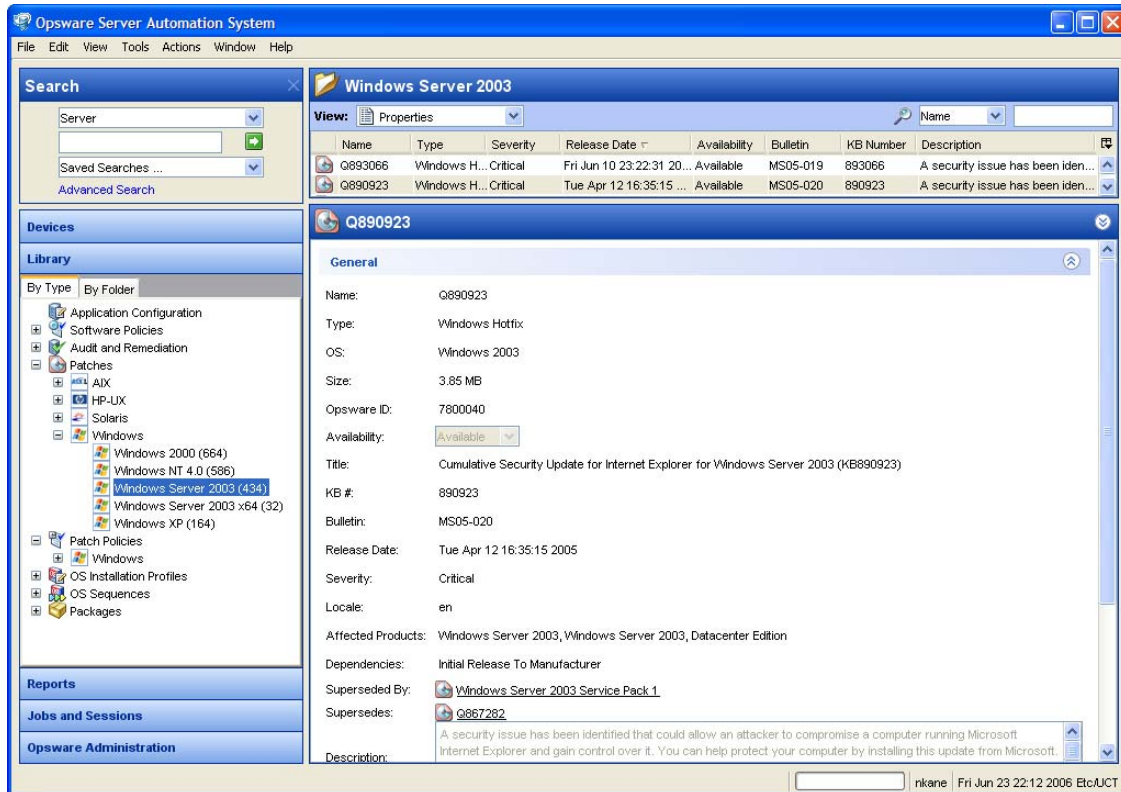 Opsware Server Automation System
File Edit View Tools Actions Window Help
Search
Server
Saved Searches ...
Advanced Search
Devices
Library
By Type By Folder
Application Configuration
Software Policies
Audit and Remediation
Patches
AIX
HP-UX
Solaris
Windows
Windows 2000 (664)
Windows NT 4.0 (586)
Windows Server 2003 (434)
Windows Server 2003 x64 (32)
Windows XP (164)
Patch Policies
Windows
OS Installation Profiles
OS Sequences
Packages
Reports
Jobs and Sessions
Opsware Administration
Windows Server 2003
View: Properties Name
Name Type Severity Release Date Availability Bulletin KB Number Description
Q893066 Windows H... Critical Fri Jun 10 23:22:31 20... Available MS05-019 893066 A security issue has been iden...
Q890923 Windows H... Critical Tue Apr 12 16:35:15 ... Available MS05-020 890923 A security issue has been iden...
Q890923
General
Name: Q890923
Type: Windows Hotfix
OS: Windows 2003
Size: 3.85 MB
Opsware ID: 7800040
Availability: Available
Title: Cumulative Security Update for Internet Explorer for Windows Server 2003 (KB890923)
KB #: 890923
Bulletin: MS05-020
Release Date: Tue Apr 12 16:35:15 2005
Severity: Critical
Locale: en
Affected Products: Windows Server 2003, Windows Server 2003, Datacenter Edition
Dependencies: Initial Release To Manufacturer
Superseded By: Windows Server 2003 Service Pack 1
Supersedes: Q867282
Description: A security issue has been identified that could allow an attacker to compromise a computer running Microsoft
Internet Explorer and gain control over it. You can help protect your computer by installing this update from Microsoft.
nkane Fri Jun 23 22:12 2006 Etc/UCT